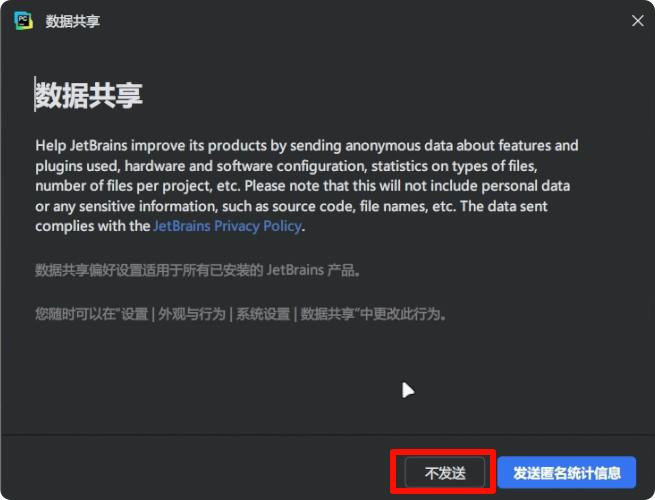 PC
数据共享
数据共享
Help JetBrains improve its products by sending anonymous data about features and
plugins used, hardware and software configuration, statistics on types of files,
number of files per project, etc. Please note that this will not include personal data
or any sensitive information, such as source code, file names, etc. The data sent
complies with the JetBrains Privacy Policy.
数据共享偏好设置适用于所有已安装的 JetBrains 产品。
您随时可以在"设置 | 外观与行为 | 系统设置 | 数据共享"中更改此行为。
不发送
发送匿名统计信息